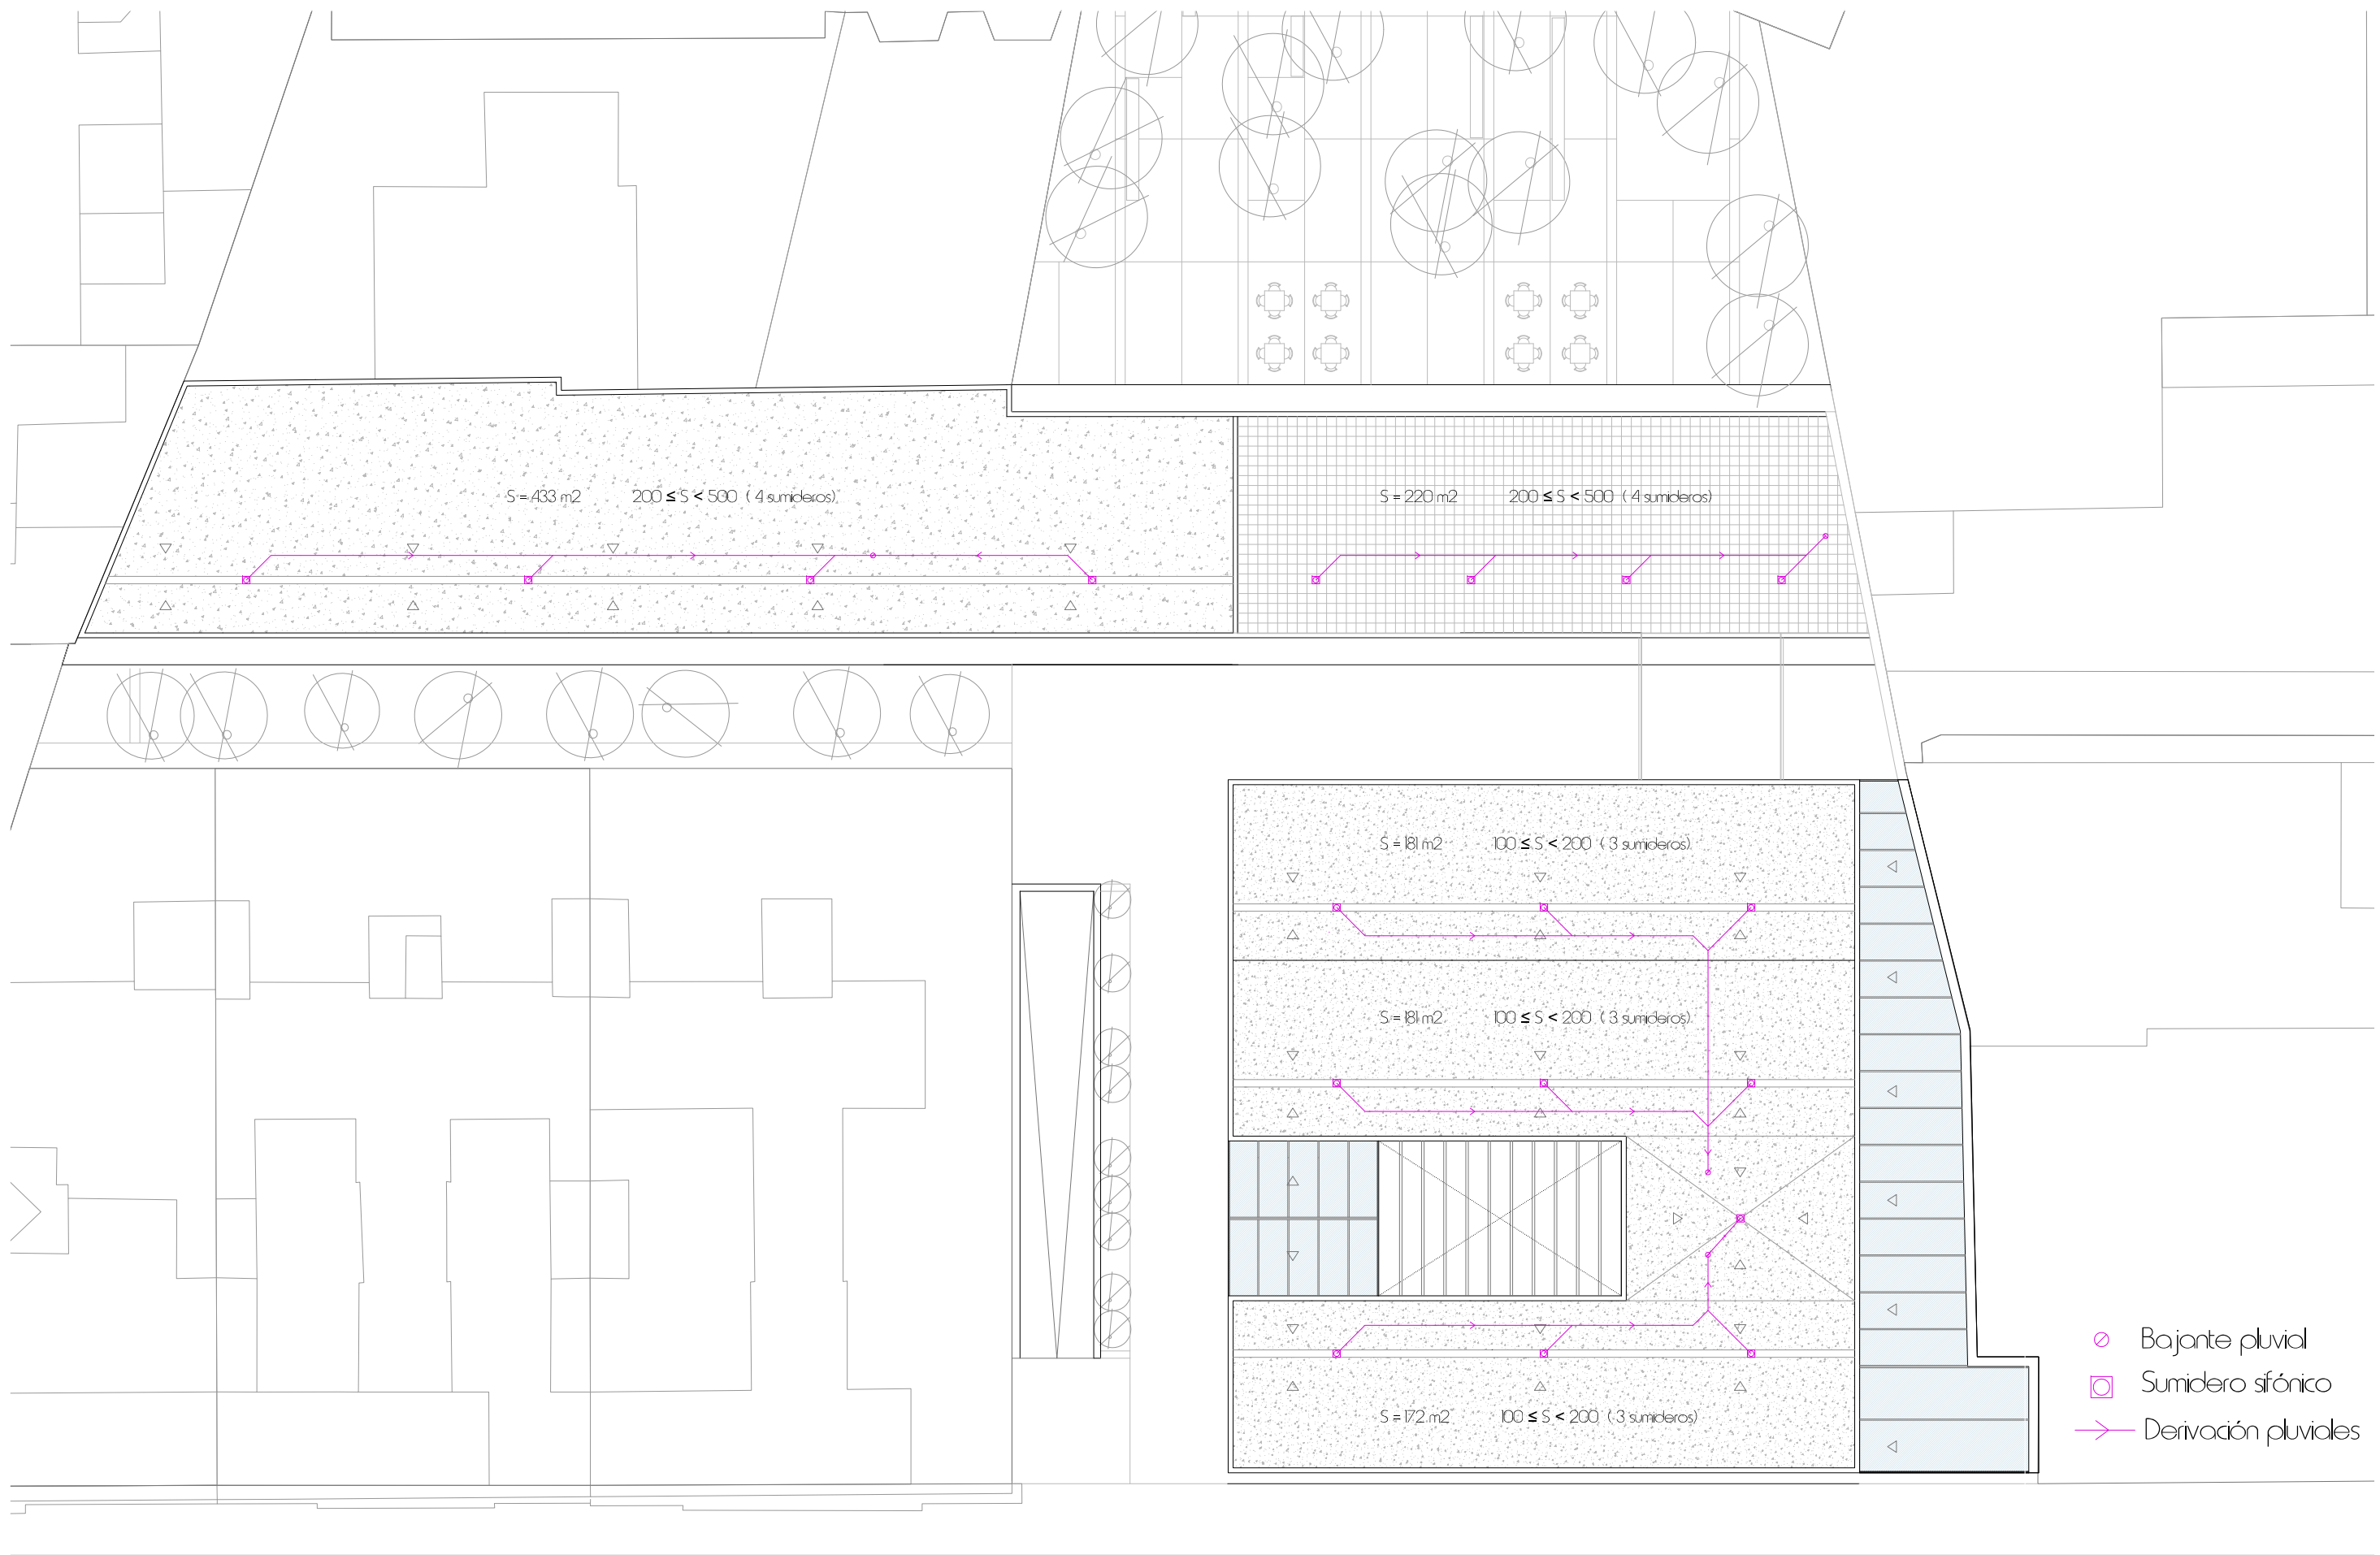 S = 433 m2 200 ≤ S < 500 ( 4 sumideros)
S = 220 m2 200 ≤ S < 500 ( 4 sumideros)
S = 181 m2 100 ≤ S < 200 ( 3 sumideros)
S = 181 m2 100 ≤ S < 200 ( 3 sumideros)
S = 172 m2 100 ≤ S < 200 ( 3 sumideros)
Bajante pluvial
Sumidero sifónico
Derivación pluviales